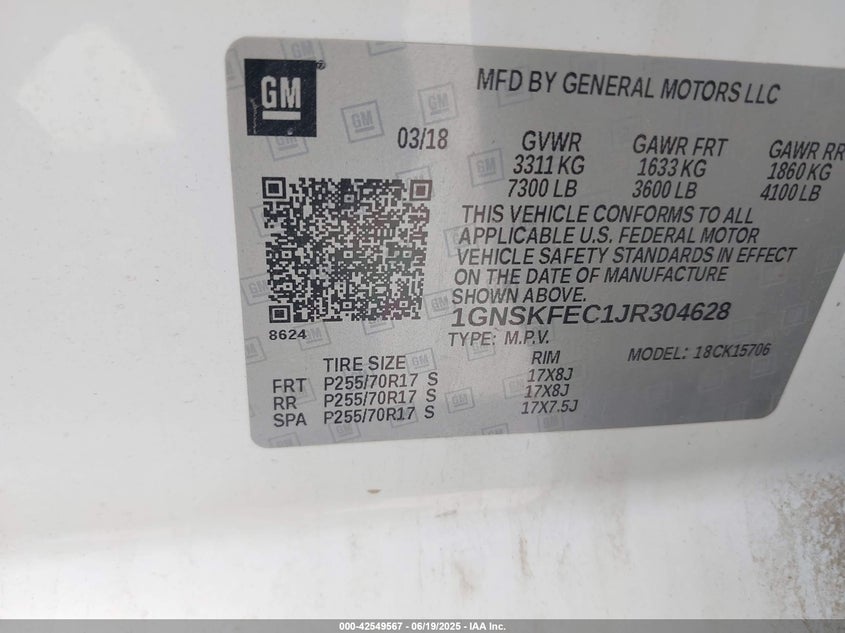 GM
MFD BY GENERAL MOTORS LLC
03/18 GVWR GAWR FRT GAWR RR
3311 KG 1633 KG 1860 KG
7300 LB 3600 LB 4100 LB
THIS VEHICLE CONFORMS TO ALL
APPLICABLE U.S. FEDERAL MOTOR
VEHICLE SAFETY STANDARDS IN EFFECT
ON THE DATE OF MANUFACTURE
SHOWN ABOVE.
8624
1GNSKFEC1JR304628
TYPE: M.P.V. MODEL: 18CK15706
TIRE SIZE RIM
FRT P255/70R17 S 17X8J
RR P255/70R17 S 17X8J
SPA P255/70R17 S 17X7.5J
000-42549567 - 06/19/2025 - IAA Inc.